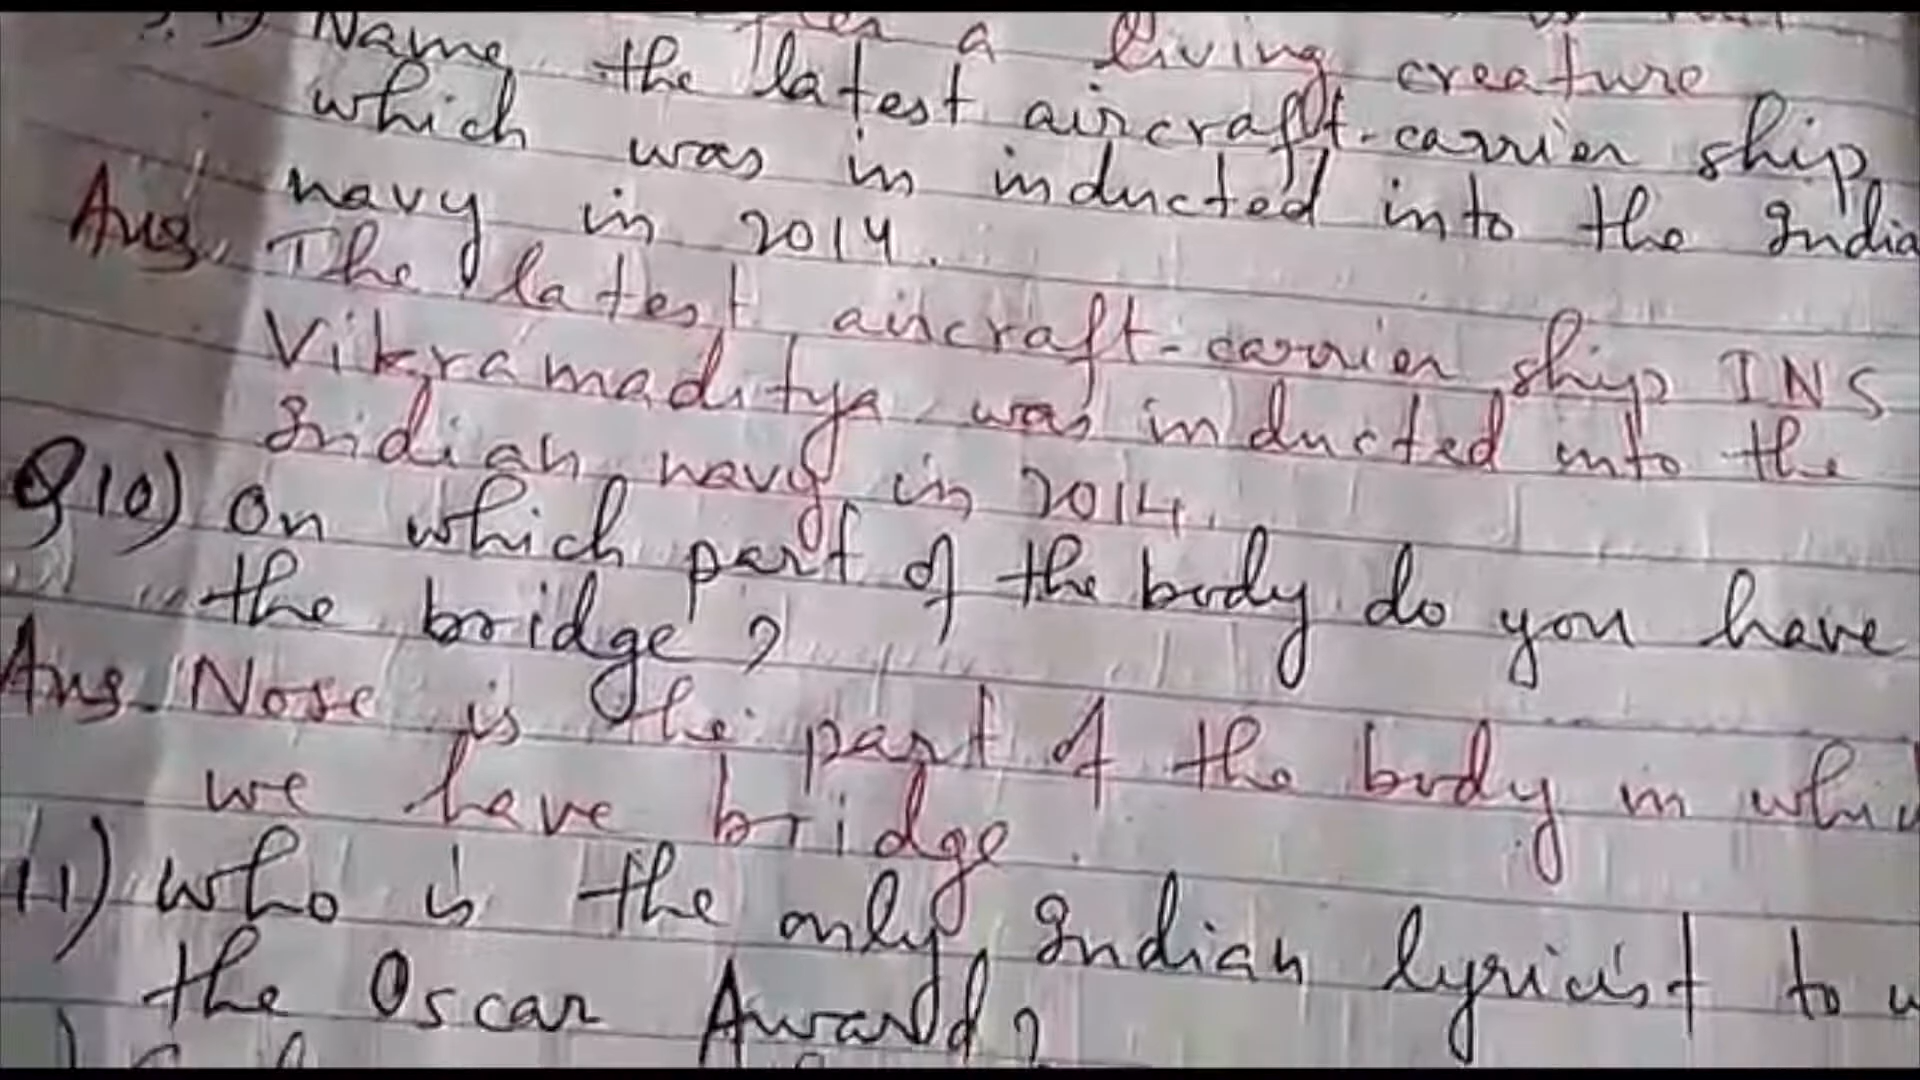 a living creature
Name the latest aircraft-carrier ship
which was in inducted into the India
navy in 2014.
Ans. The latest aircraft-carrier ship INS
Vikramaditya was inducted into the
Indian navy in 2014.
Q10) On which part of the body do you have
the bridge?
Ans Nose is the part of the body in whic
we have bridge.
11) who is the only Indian lyricist to w
the Oscar Award?